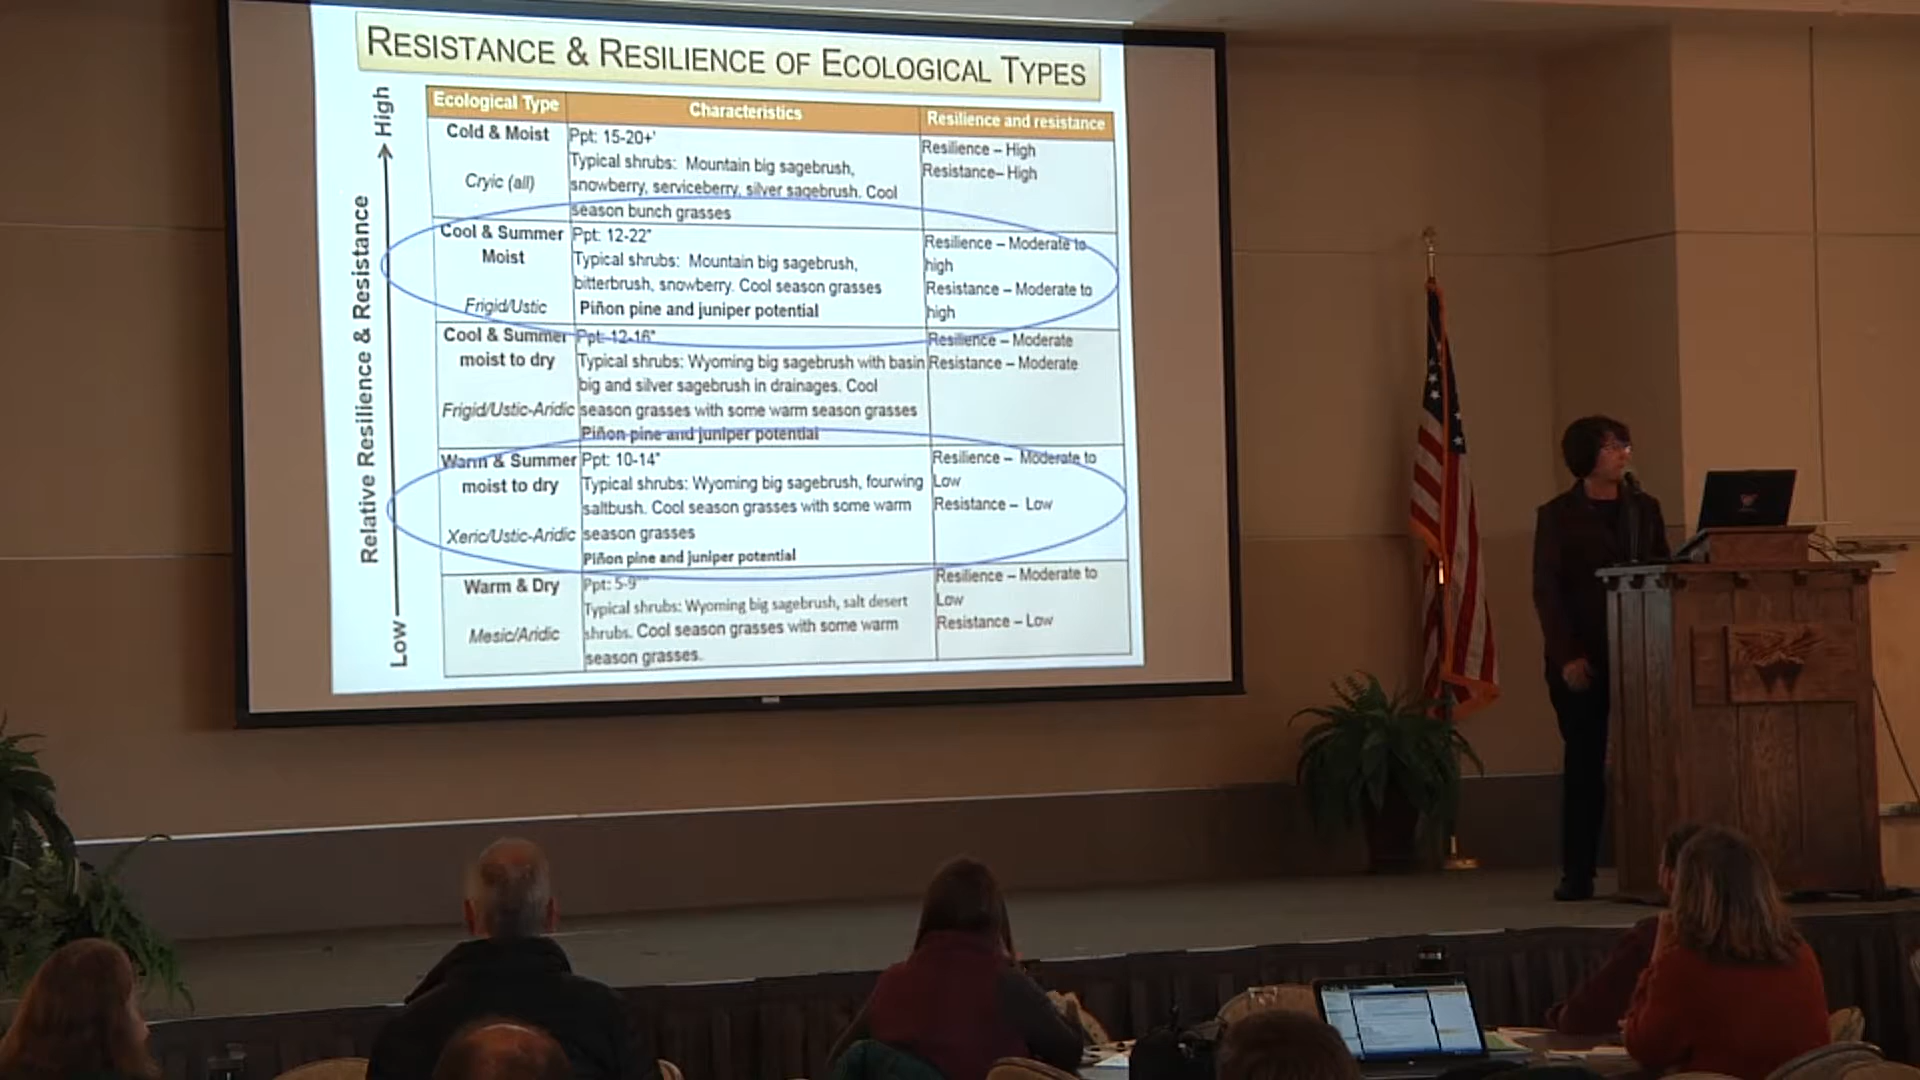 RESISTANCE & RESILIENCE OF ECOLOGICAL TYPES
High
Relative Resilience & Resistance
Low
Ecological Type
Characteristics
Resilience and resistance
Cold & Moist
Cryic (all)
Ppt: 15-20+'
Typical shrubs: Mountain big sagebrush,
snowberry, serviceberry, silver sagebrush. Cool
season bunch grasses
Resilience – High
Resistance– High
Cool & Summer
Moist
Frigid/Ustic
Ppt: 12-22"
Typical shrubs: Mountain big sagebrush,
bitterbrush, snowberry. Cool season grasses
Piñon pine and juniper potential
Resilience – Moderate to
high
Resistance – Moderate to
high
Cool & Summer
moist to dry
Frigid/Ustic-Aridic
Ppt: 12-16"
Typical shrubs: Wyoming big sagebrush with basin
big and silver sagebrush in drainages. Cool
season grasses with some warm season grasses
Piñon pine and juniper potential
Resilience – Moderate
Resistance – Moderate
Warm & Summer
moist to dry
Xeric/Ustic-Aridic
Ppt: 10-14"
Typical shrubs: Wyoming big sagebrush, fourwing
saltbush. Cool season grasses with some warm
season grasses
Piñon pine and juniper potential
Resilience – Moderate to
Low
Resistance – Low
Warm & Dry
Mesic/Aridic
Ppt: 5-9"
Typical shrubs: Wyoming big sagebrush, salt desert
shrubs. Cool season grasses with some warm
season grasses.
Resilience – Moderate to
Low
Resistance – Low